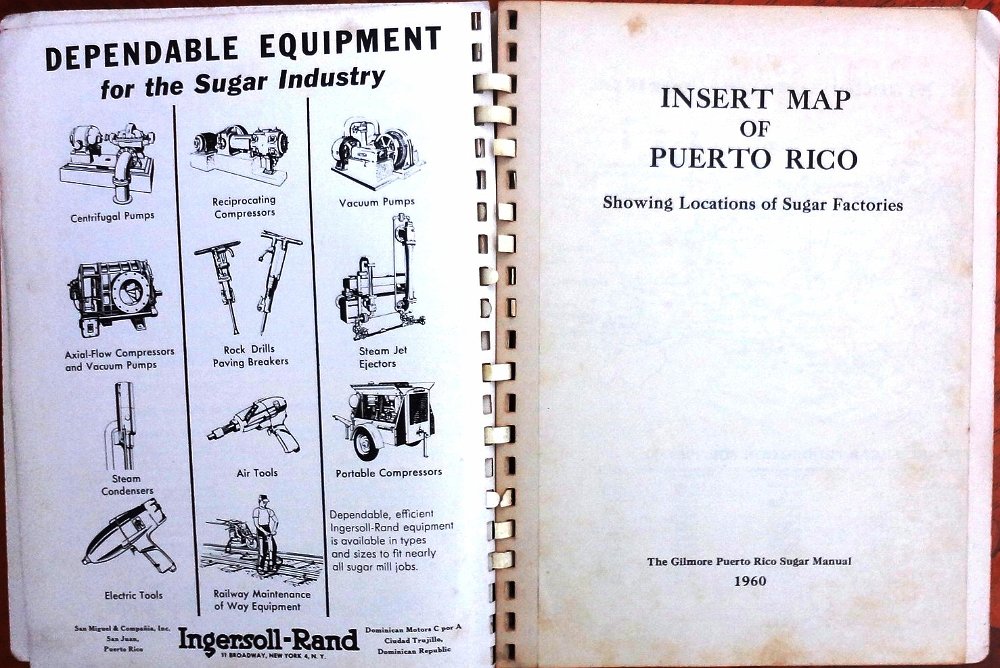 DEPENDABLE EQUIPMENT
for the Sugar Industry
Centrifugal Pumps
Reciprocating
Compressors
Vacuum Pumps
Axial-Flow Compressors
and Vacuum Pumps
Rock Drills
Paving Breakers
Steam Jet
Ejectors
Steam
Condensers
Air Tools
Portable Compressors
Electric Tools
Railway Maintenance
of Way Equipment
Dependable, efficient
Ingersoll-Rand equipment
is available in types
and sizes to fit nearly
all sugar mill jobs.
San Miguel & Compañia, Inc.
San Juan,
Puerto Rico
Ingersoll-Rand
11 BROADWAY, NEW YORK 4, N. Y.
Dominican Motors C por A
Ciudad Trujillo,
Dominican Republic
INSERT MAP
OF
PUERTO RICO
Showing Locations of Sugar Factories
The Gilmore Puerto Rico Sugar Manual
1960